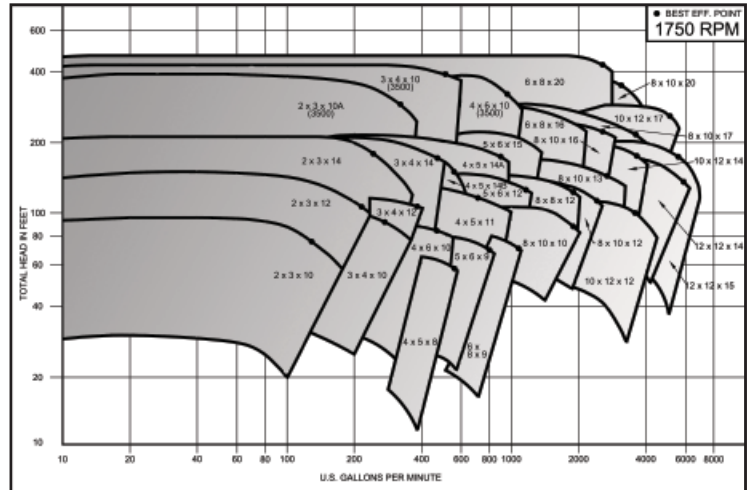 ● BEST EFF. POINT
1750 RPM
600
400
200
100
80
60
40
20
10
TOTAL HEAD IN FEET
3 x 4 x 10
(3500)
6 x 8 x 20
8 x 10 x 20
2 x 3 x 10A
(3500)
4 x 6 x 10
(3500)
10 x 12 x 17
6 x 8 x 16
8 x 10 x 17
8 x 10 x 16
5 x 6 x 15
2 x 3 x 14
3 x 4 x 14
4 x 5 x 14A
10 x 12 x 14
8 x 10 x 13
4 x 5 x 14B
5 x 6 x 12
8 x 8 x 12
2 x 3 x 12
3 x 4 x 12
4 x 5 x 11
4 x 6 x 10
8 x 10 x 10
8 x 10 x 12
12 x 12 x 14
5 x 6 x 9
2 x 3 x 10
3 x 4 x 10
10 x 12 x 12
12 x 12 x 15
4 x 5 x 8
6 x
8 x 9
10 20 40 60 80 100 200 400 600 800 1000 2000 4000 6000 8000
U.S. GALLONS PER MINUTE